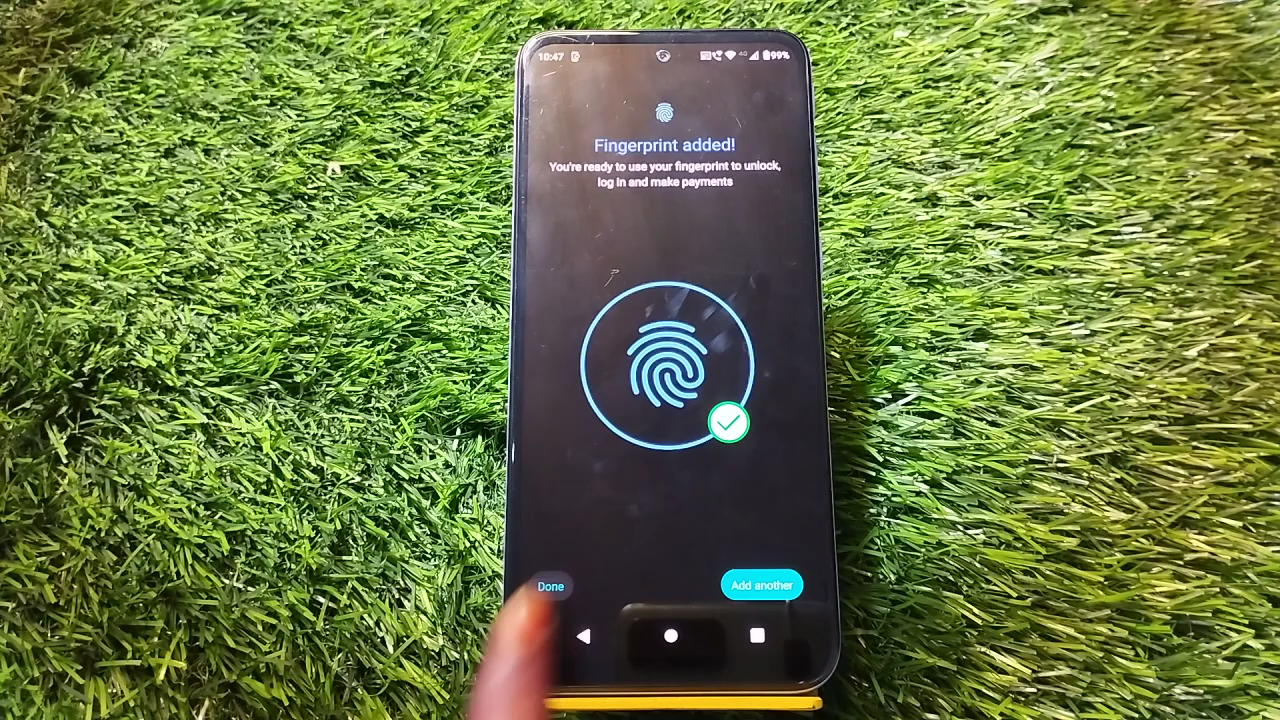 10:47
4G 99%
Fingerprint added!
You're ready to use your fingerprint to unlock,
log in and make payments
Done
Add another